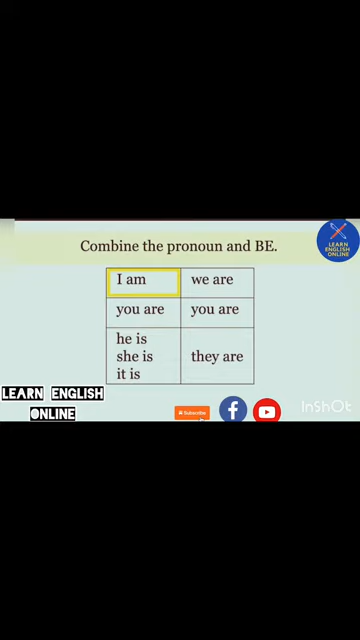 Combine the pronoun and BE.
LEARN
ENGLISH
ONLINE
I am we are
you are you are
he is
she is they are
it is
LEARN ENGLISH
ONLINE
Subscribe
InShOt